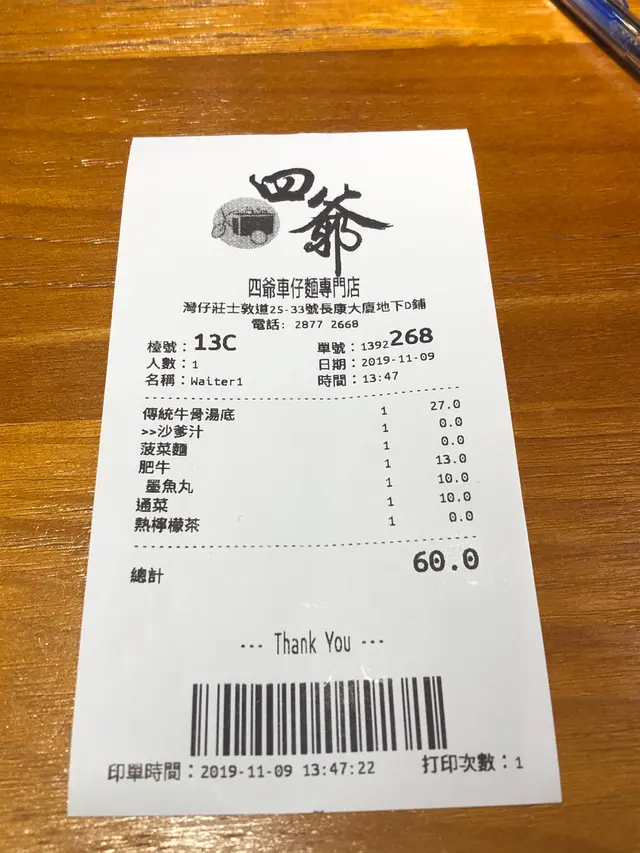 四爺
四爺車仔麵專門店
灣仔莊士敦道25-33號長康大廈地下D鋪
電話: 2877 2668
檯號：13C 單號：1392268
人數：1 日期：2019-11-09
名稱：Waiter1 時間：13:47
傳統牛骨湯底 1 27.0
>>沙爹汁 1 0.0
菠菜麵 1 0.0
肥牛 1 13.0
墨魚丸 1 10.0
通菜 1 10.0
熱檸檬茶 1 0.0
總計 60.0
--- Thank You ---
印單時間：2019-11-09 13:47:22 打印次數：1